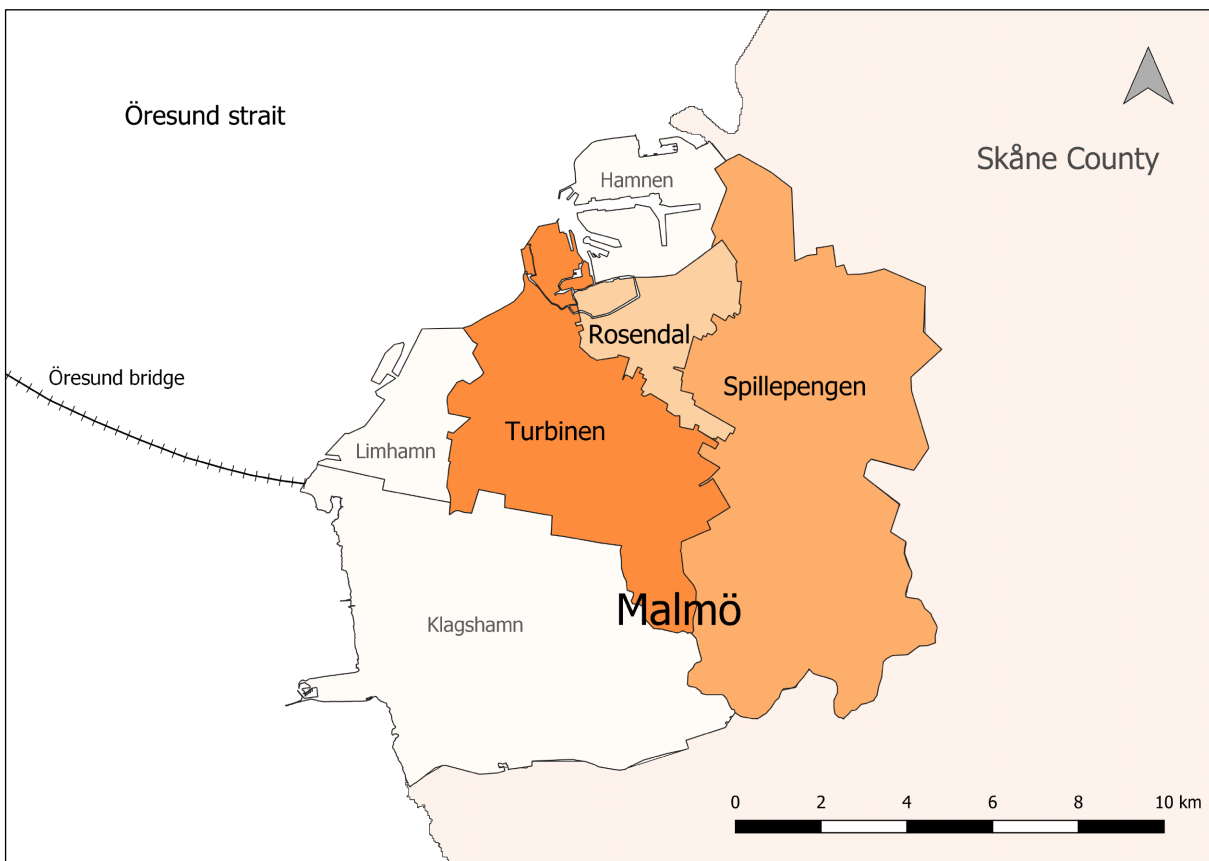 Öresund strait
Skåne County
Hamnen
Rosendal
Öresund bridge
Spillepengen
Turbinen
Limhamn
Malmö
Klagshamn
0 2 4 6 8 10 km